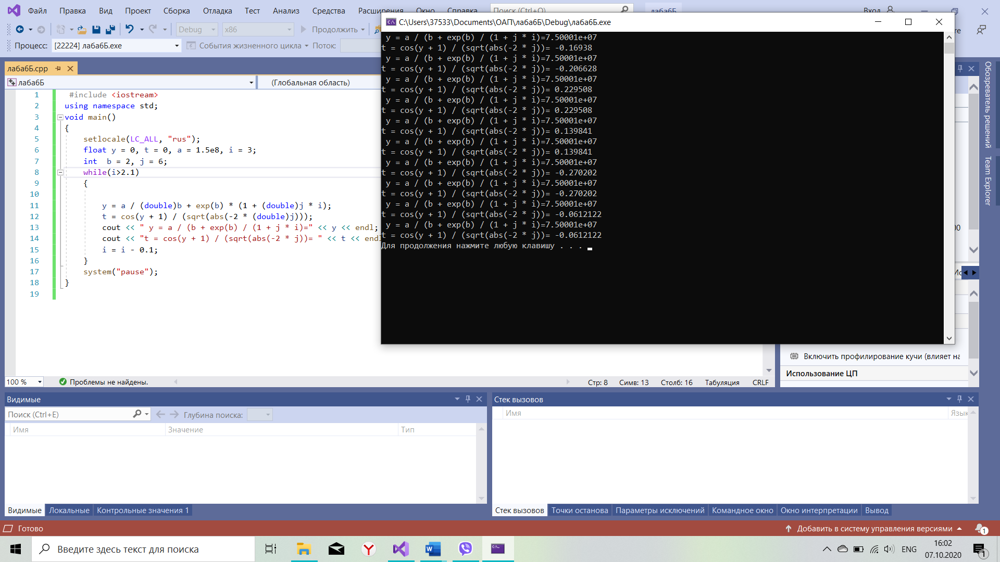 Файл Правка Вид Проект Сборка Отладка Тест Анализ Средства Расширения Окно Справка Поиск (Ctrl+Q) лаба6Б Вход
Debug x86 Продолжить
Процесс: [22224] лаба6Б.exe События жизненного цикла Поток:
C:\Users\37533\Documents\ОАП\лаба6Б\Debug\лаба6Б.exe
y = a / (b + exp(b) / (1 + j * i)=7.50001e+07
t = cos(y + 1) / (sqrt(abs(-2 * j))= -0.16938
y = a / (b + exp(b) / (1 + j * i)=7.50001e+07
t = cos(y + 1) / (sqrt(abs(-2 * j))= -0.206628
y = a / (b + exp(b) / (1 + j * i)=7.50001e+07
t = cos(y + 1) / (sqrt(abs(-2 * j))= 0.229508
y = a / (b + exp(b) / (1 + j * i)=7.50001e+07
t = cos(y + 1) / (sqrt(abs(-2 * j))= 0.229508
y = a / (b + exp(b) / (1 + j * i)=7.50001e+07
t = cos(y + 1) / (sqrt(abs(-2 * j))= 0.139841
y = a / (b + exp(b) / (1 + j * i)=7.50001e+07
t = cos(y + 1) / (sqrt(abs(-2 * j))= 0.139841
y = a / (b + exp(b) / (1 + j * i)=7.50001e+07
t = cos(y + 1) / (sqrt(abs(-2 * j))= -0.270202
y = a / (b + exp(b) / (1 + j * i)=7.50001e+07
t = cos(y + 1) / (sqrt(abs(-2 * j))= -0.270202
y = a / (b + exp(b) / (1 + j * i)=7.50001e+07
t = cos(y + 1) / (sqrt(abs(-2 * j))= -0.0612122
y = a / (b + exp(b) / (1 + j * i)=7.50001e+07
t = cos(y + 1) / (sqrt(abs(-2 * j))= -0.0612122
Для продолжения нажмите любую клавишу . . .
лаба6Б.cpp
лаба6Б (Глобальная область)
1 #include <iostream>
2 using namespace std;
3 void main()
4 {
5 setlocale(LC_ALL, "rus");
6 float y = 0, t = 0, a = 1.5e8, i = 3;
7 int b = 2, j = 6;
8 while(i>2.1)
9 {
10
11 y = a / (double)b + exp(b) * (1 + (double)j * i);
12 t = cos(y + 1) / (sqrt(abs(-2 * (double)j)));
13 cout << " y = a / (b + exp(b) / (1 + j * i)=" << y << endl;
14 cout << "t = cos(y + 1) / (sqrt(abs(-2 * j))= " << t << endl
15 i = i - 0.1;
16 }
17 system("pause");
18 }
19
Обозреватель решений
Team Explorer
Включить профилирование кучи (влияет на
Использование ЦП
100 % Проблемы не найдены. Стр: 8 Симв: 13 Столб: 16 Табуляция CRLF
Видимые
Поиск (Ctrl+E) Глубина поиска:
Имя Значение Тип
Видимые Локальные Контрольные значения 1
Стек вызовов
Имя Язык
Стек вызовов Точки останова Параметры исключений Командное окно Окно интерпретации Вывод
Готово Добавить в систему управления версиями 1
Введите здесь текст для поиска ENG 16:02
07.10.2020 1